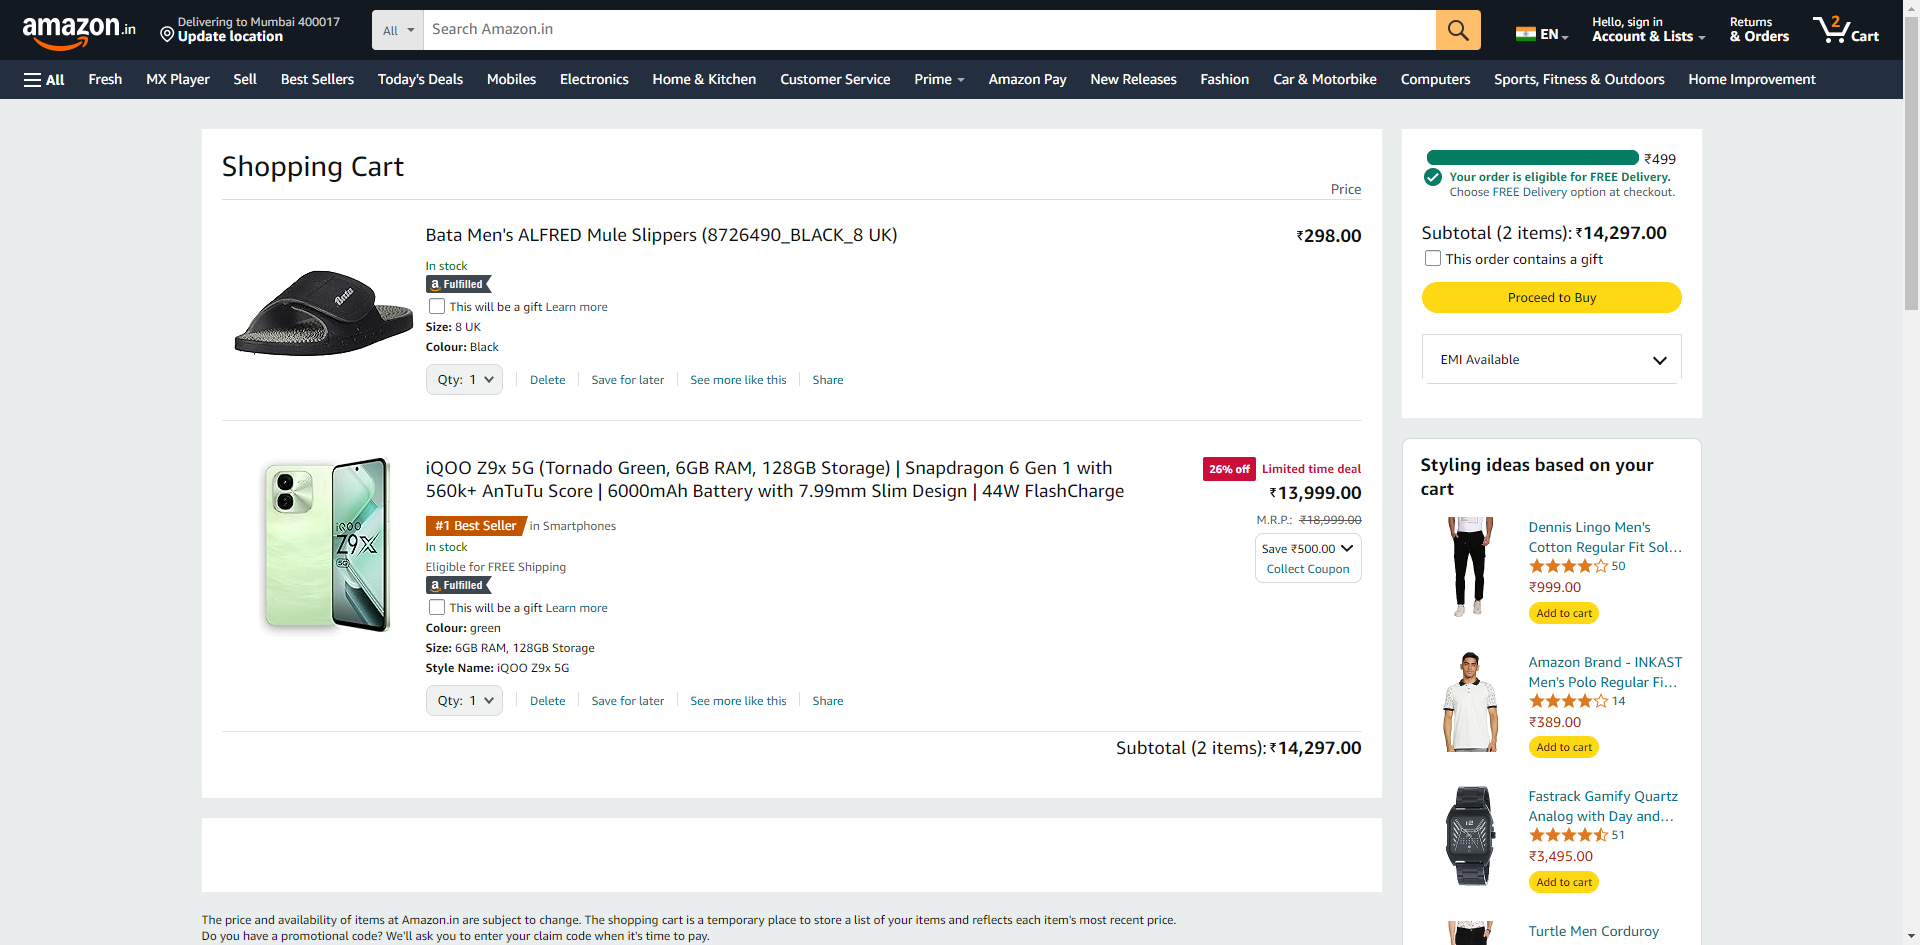 amazon.in
Delivering to Mumbai 400017
Update location
All
Search Amazon.in
EN
Hello, sign in
Account & Lists
Returns
& Orders
2
Cart
All
Fresh
MX Player
Sell
Best Sellers
Today's Deals
Mobiles
Electronics
Home & Kitchen
Customer Service
Prime
Amazon Pay
New Releases
Fashion
Car & Motorbike
Computers
Sports, Fitness & Outdoors
Home Improvement
Shopping Cart
Price
Bata
Bata Men's ALFRED Mule Slippers (8726490_BLACK_8 UK)
₹298.00
In stock
a Fulfilled
This will be a gift Learn more
Size: 8 UK
Colour: Black
Qty: 1
Delete
Save for later
See more like this
Share
iQOO
Z9X
5G
iQOO Z9x 5G (Tornado Green, 6GB RAM, 128GB Storage) | Snapdragon 6 Gen 1 with
560k+ AnTuTu Score | 6000mAh Battery with 7.99mm Slim Design | 44W FlashCharge
26% off Limited time deal
₹13,999.00
M.R.P.: ₹18,999.00
Save ₹500.00
Collect Coupon
#1 Best Seller in Smartphones
In stock
Eligible for FREE Shipping
a Fulfilled
This will be a gift Learn more
Colour: green
Size: 6GB RAM, 128GB Storage
Style Name: iQOO Z9x 5G
Qty: 1
Delete
Save for later
See more like this
Share
Subtotal (2 items): ₹14,297.00
The price and availability of items at Amazon.in are subject to change. The shopping cart is a temporary place to store a list of your items and reflects each item's most recent price.
Do you have a promotional code? We'll ask you to enter your claim code when it's time to pay.
₹499
Your order is eligible for FREE Delivery.
Choose FREE Delivery option at checkout.
Subtotal (2 items): ₹14,297.00
This order contains a gift
Proceed to Buy
EMI Available
Styling ideas based on your
cart
Dennis Lingo Men's
Cotton Regular Fit Sol...
50
₹999.00
Add to cart
Amazon Brand - INKAST
Men's Polo Regular Fi...
14
₹389.00
Add to cart
Fastrack Gamify Quartz
Analog with Day and...
51
₹3,495.00
Add to cart
Turtle Men Corduroy